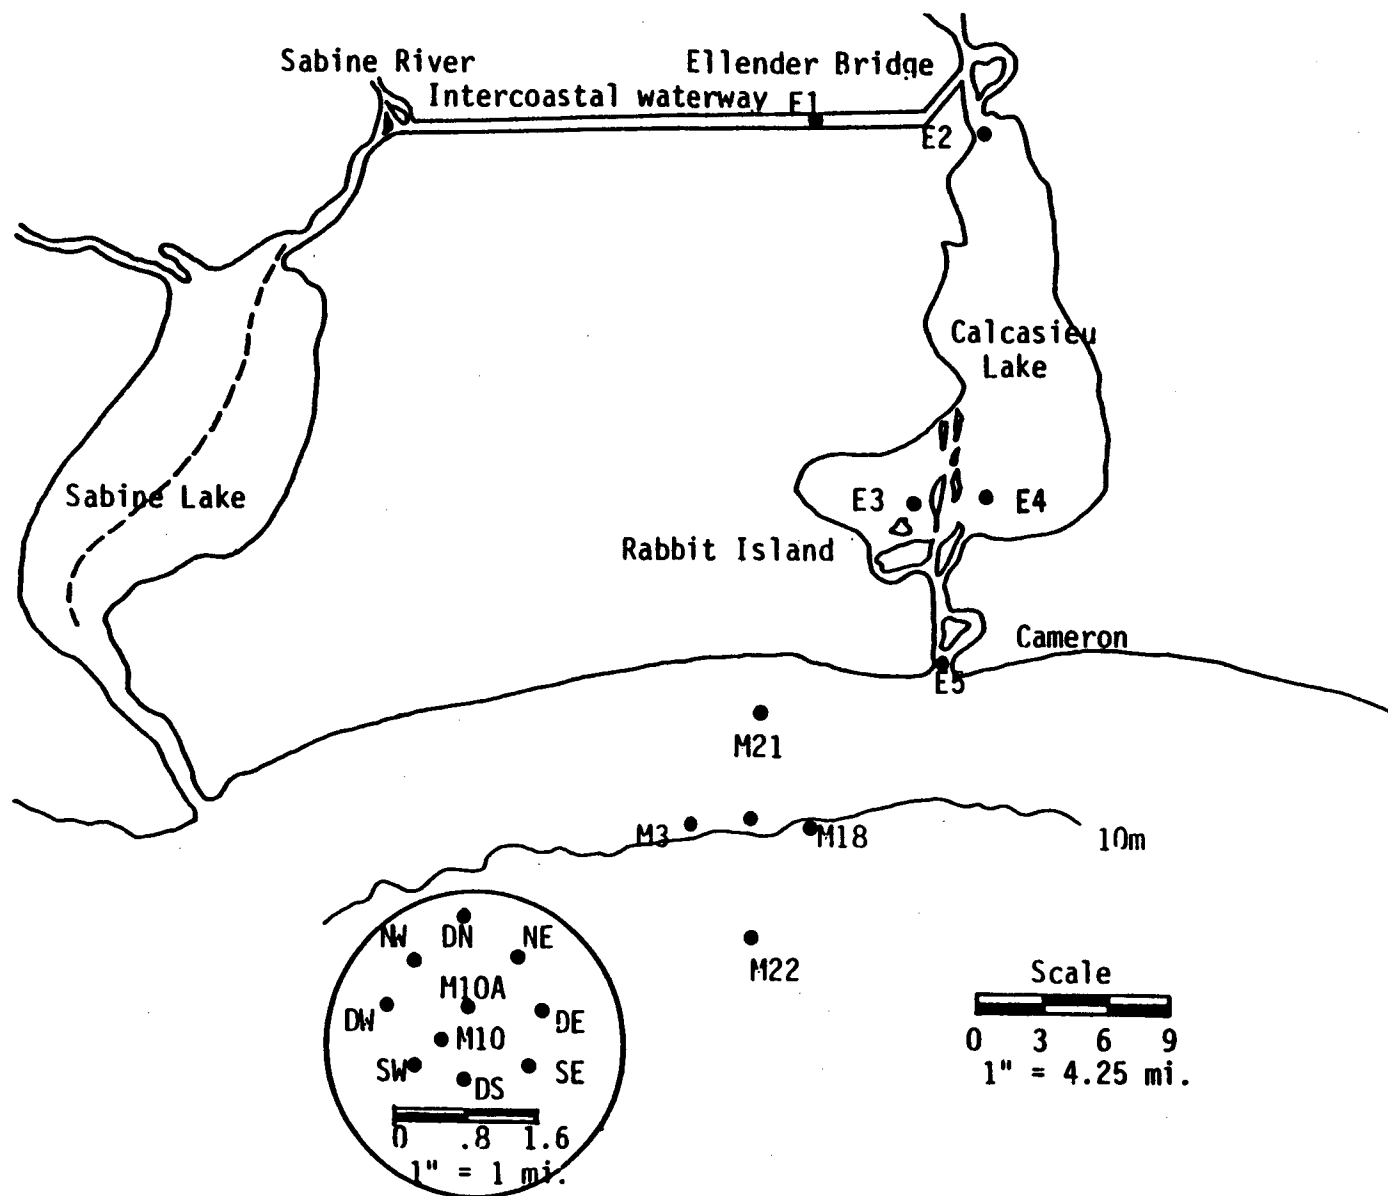 Sabine River
Ellender Bridge
Intercoastal waterway E1
E2
Calcasieu
Lake
Sabine Lake
E3
E4
Rabbit Island
Cameron
E5
M21
M3
M18
10m
NW DN NE
M22
M10A
Scale
DW
DE
M10
0 3 6 9
SW
SE
1" = 4.25 mi.
DS
0 .8 1.6
1" = 1 mi.